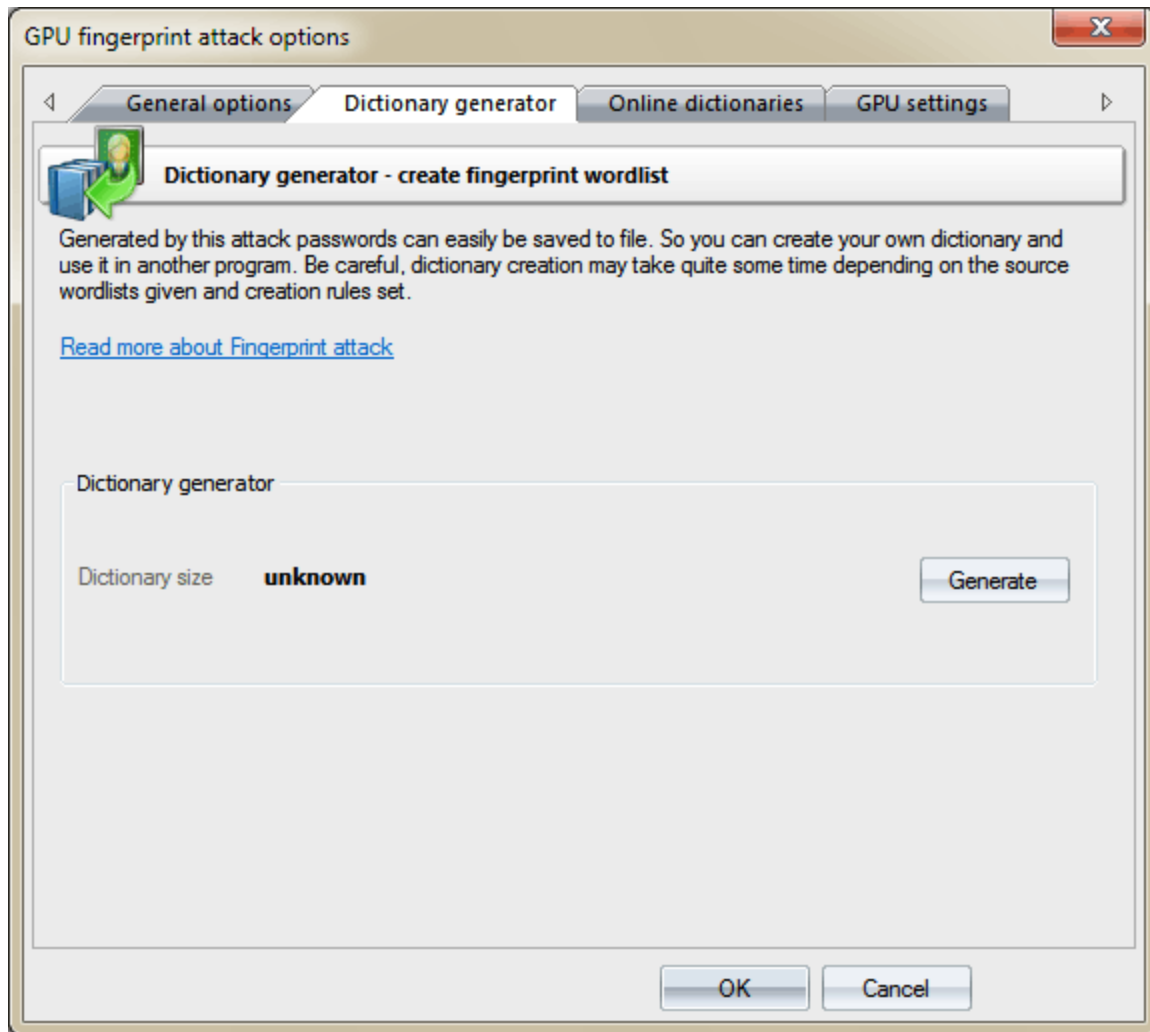 GPU fingerprint attack options
General options Dictionary generator Online dictionaries GPU settings
Dictionary generator - create fingerprint wordlist
Generated by this attack passwords can easily be saved to file. So you can create your own dictionary and
use it in another program. Be careful, dictionary creation may take quite some time depending on the source
wordlists given and creation rules set.
Read more about Fingerprint attack
Dictionary generator
Dictionary size unknown Generate
OK Cancel